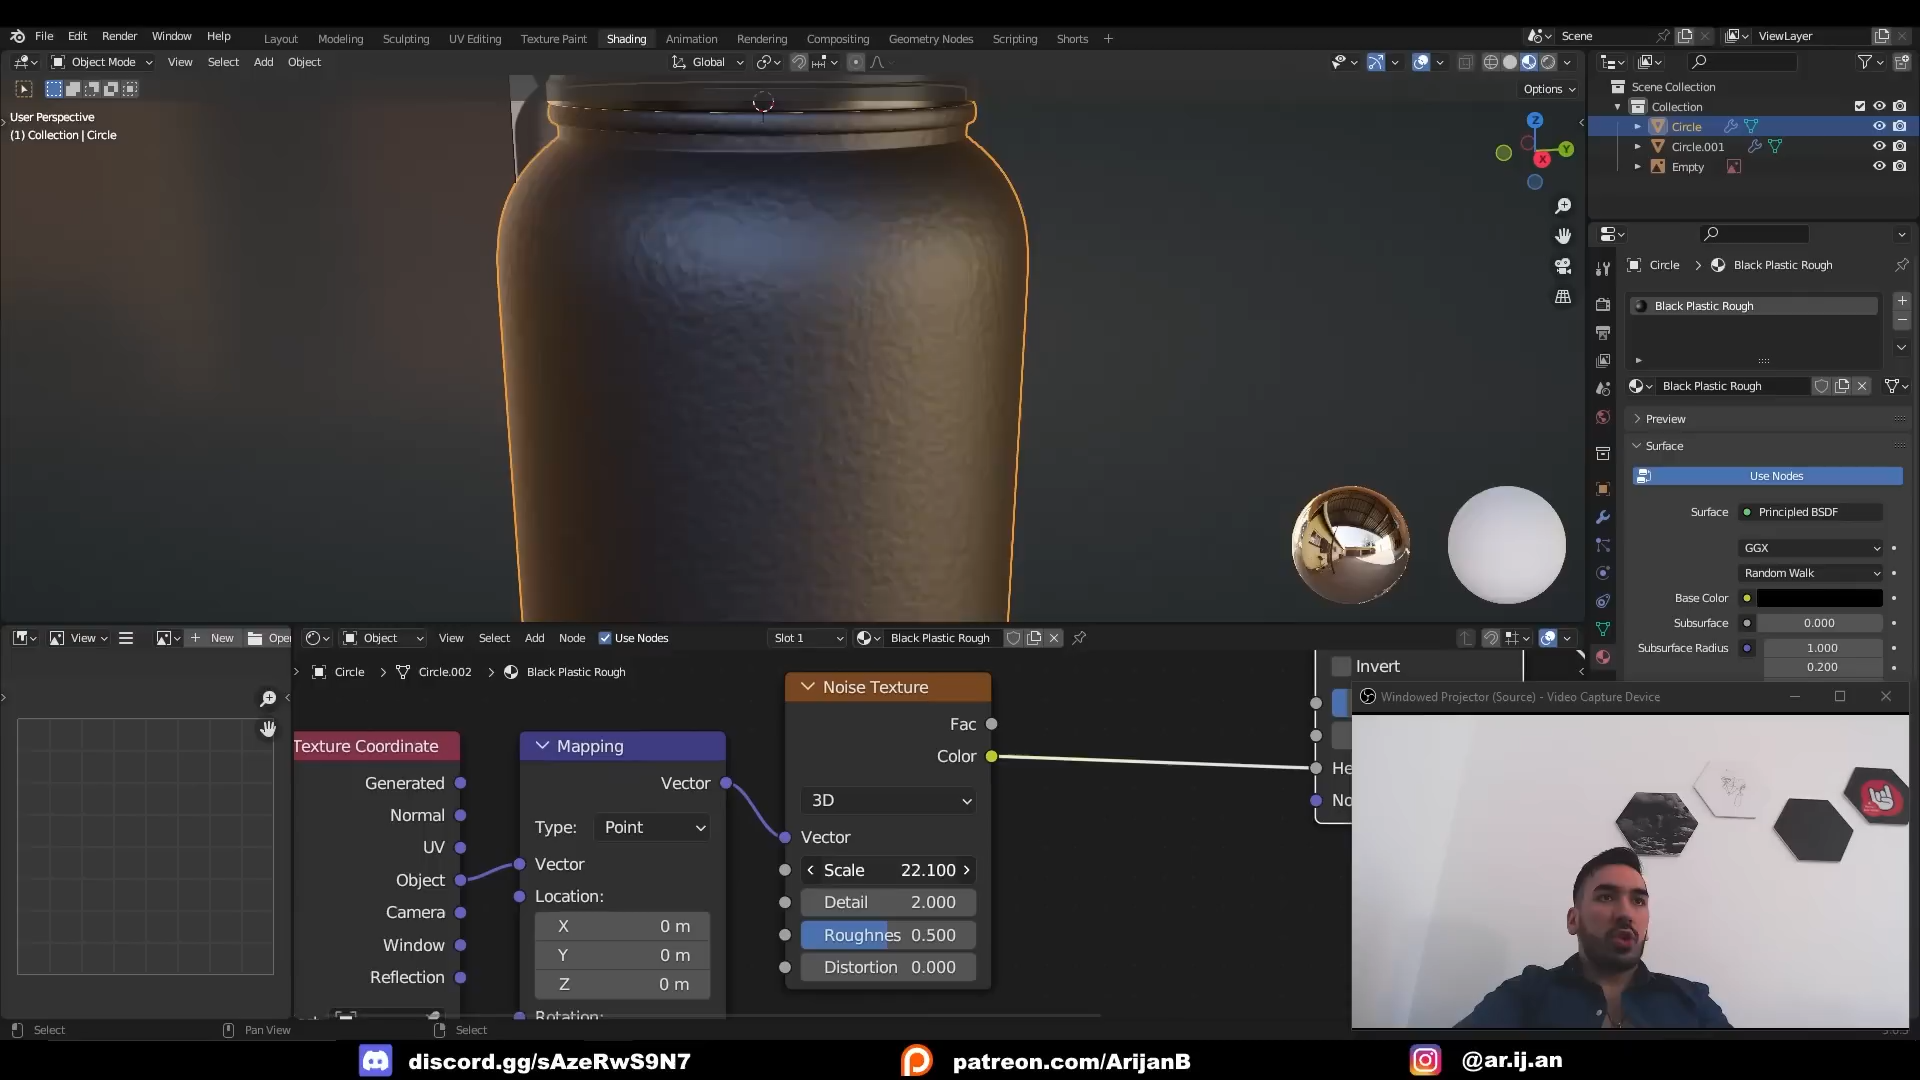 File Edit Render Window Help
Layout Modeling Sculpting UV Editing Texture Paint Shading Animation Rendering Compositing Geometry Nodes Scripting Shorts +
Scene
ViewLayer
Object Mode View Select Add Object
Global
Options
User Perspective
(1) Collection | Circle
Z
Y
X
Scene Collection
Collection
Circle
Circle.001
Empty
Circle > Black Plastic Rough
Black Plastic Rough
Black Plastic Rough
Preview
Surface
Use Nodes
Surface Principled BSDF
GGX
Random Walk
Base Color
Subsurface 0.000
Subsurface Radius 1.000
0.200
View New Open
Object View Select Add Node Use Nodes Slot 1 Black Plastic Rough
Circle > Circle.002 > Black Plastic Rough
Texture Coordinate
Generated
Normal
UV
Object
Camera
Window
Reflection
Mapping
Vector
Type: Point
Vector
Location:
X 0 m
Y 0 m
Z 0 m
Rotation:
Noise Texture
Fac
Color
3D
Vector
Scale 22.100
Detail 2.000
Roughnes 0.500
Distortion 0.000
Invert
He
No
Windowed Projector (Source) - Video Capture Device
Select Pan View Select
discord.gg/sAzeRwS9N7 patreon.com/ArijanB @ar.ij.an